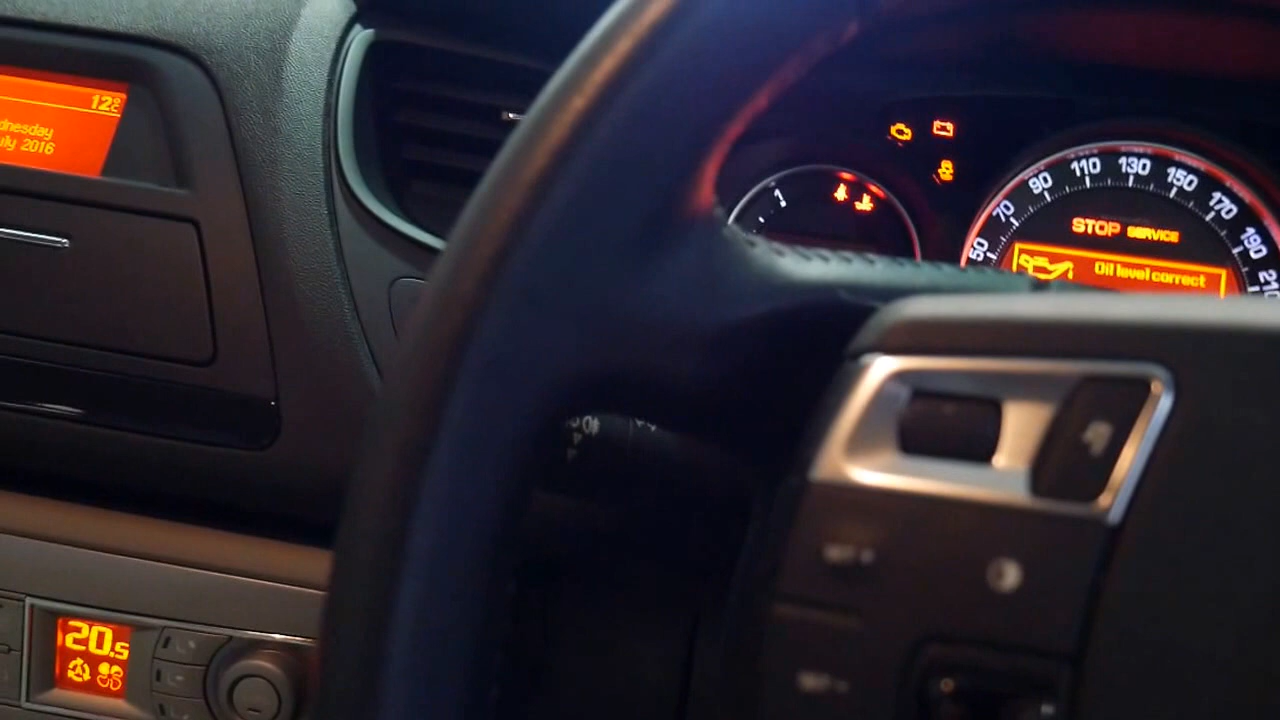 12°C
dnesday
uly 2016
1
50
70
90
110
130
150
170
190
210
STOP SERVICE
Oil level correct
20.5